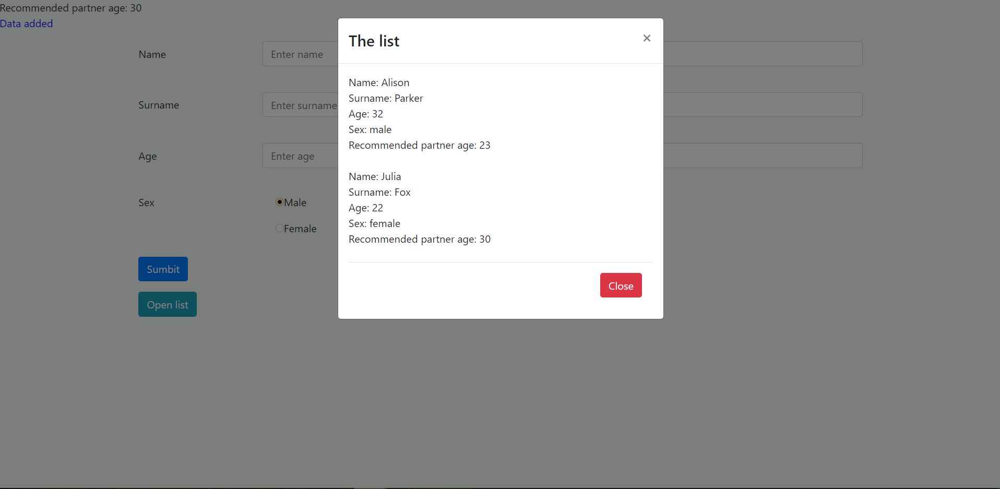 Recommended partner age: 30
Data added
The list
×
Name
Enter name
Surname
Enter surname
Age
Enter age
Sex
Male
Female
Sumbit
Open list
Name: Alison
Surname: Parker
Age: 32
Sex: male
Recommended partner age: 23
Name: Julia
Surname: Fox
Age: 22
Sex: female
Recommended partner age: 30
Close